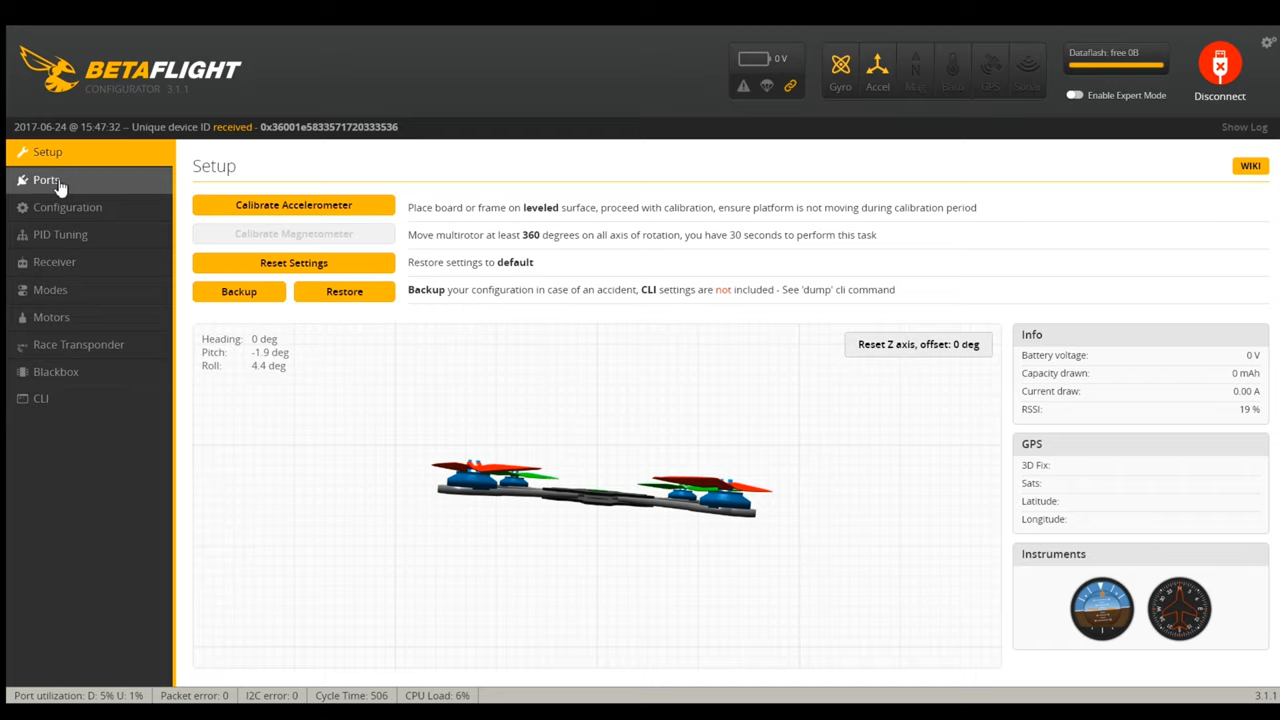 BETAFLIGHT
CONFIGURATOR 3.1.1
0 V
Gyro Accel Mag Baro GPS Sonar
Dataflash: free 0B
Enable Expert Mode
Disconnect
2017-06-24 @ 15:47:32 -- Unique device ID received - 0x36001e5833571720333536
Show Log
Setup
Ports
Configuration
PID Tuning
Receiver
Modes
Motors
Race Transponder
Blackbox
CLI
Setup
WIKI
Calibrate Accelerometer
Place board or frame on leveled surface, proceed with calibration, ensure platform is not moving during calibration period
Calibrate Magnetometer
Move multirotor at least 360 degrees on all axis of rotation, you have 30 seconds to perform this task
Reset Settings
Restore settings to default
Backup Restore
Backup your configuration in case of an accident, CLI settings are not included - See 'dump' cli command
Heading: 0 deg
Pitch: -1.9 deg
Roll: 4.4 deg
Reset Z axis, offset: 0 deg
Info
Battery voltage: 0 V
Capacity drawn: 0 mAh
Current draw: 0.00 A
RSSI: 19 %
GPS
3D Fix:
Sats:
Latitude:
Longitude:
Instruments
Port utilization: D: 5% U: 1% Packet error: 0 I2C error: 0 Cycle Time: 506 CPU Load: 6% 3.1.1